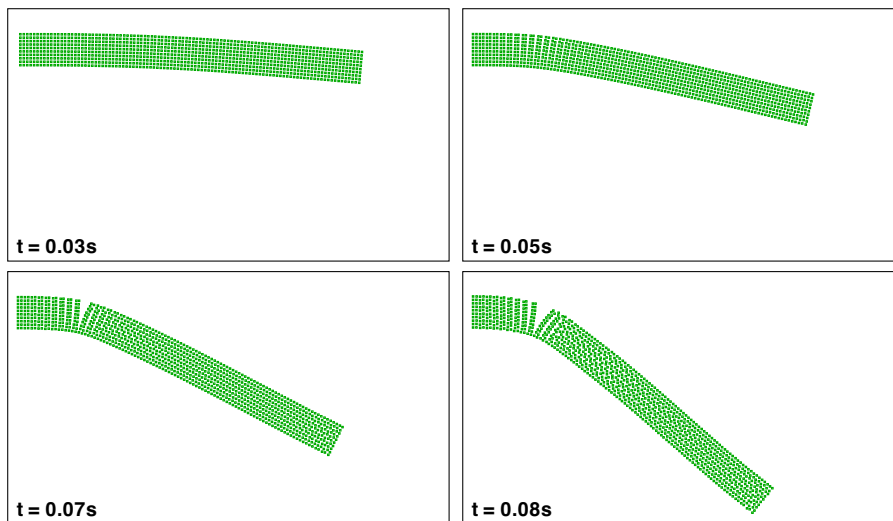 t = 0.03s
t = 0.05s
t = 0.07s
t = 0.08s